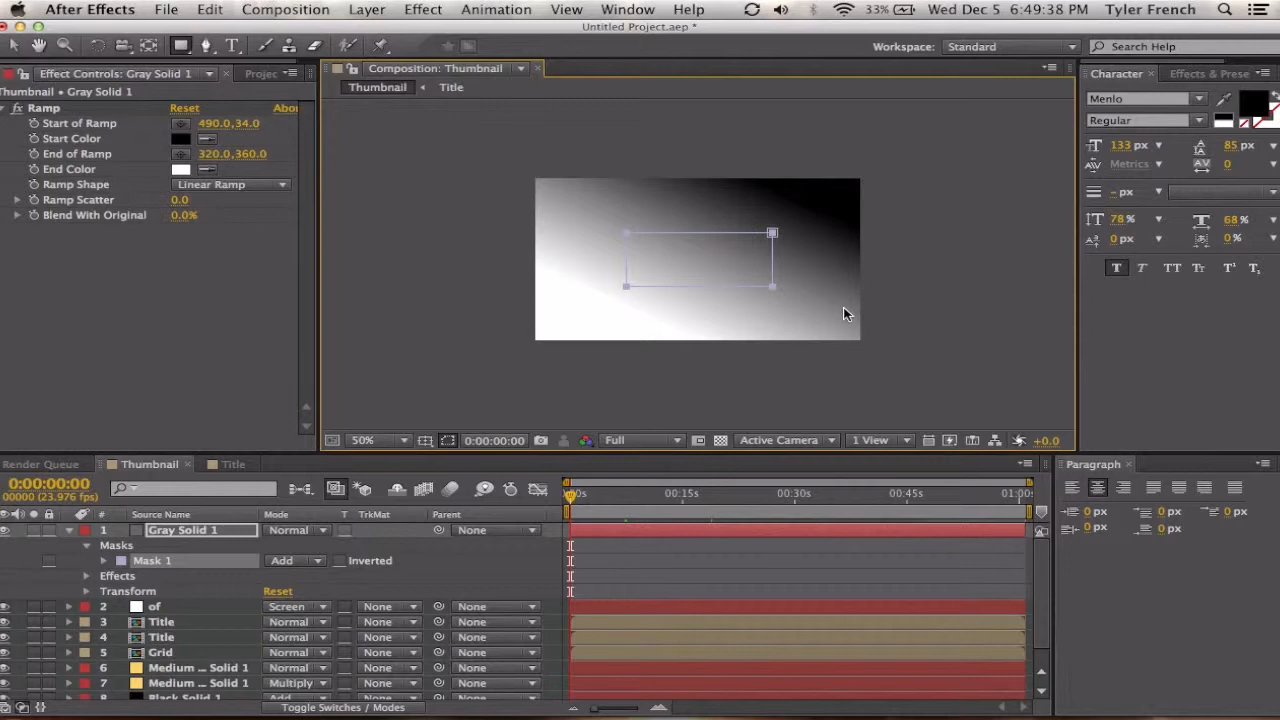 After Effects File Edit Composition Layer Effect Animation View Window Help 33% Wed Dec 5 6:49:38 PM Tyler French
Untitled Project.aep *
Workspace: Standard Search Help
Effect Controls: Gray Solid 1 Projec
Composition: Thumbnail
Character Effects & Prese
Thumbnail • Gray Solid 1
Thumbnail Title
fx Ramp Reset Abou
Menlo
Start of Ramp 490.0,34.0
Regular
Start Color
End of Ramp 320.0,360.0
133 px 85 px
End Color
Metrics 0
Ramp Shape Linear Ramp
- px
Ramp Scatter 0.0
Blend With Original 0.0%
78 % 68 %
0 px 0 %
T T TT Tт T¹ T₁
50% 0:00:00:00 Full Active Camera 1 View +0.0
Render Queue Thumbnail Title
Paragraph
0:00:00:00
00000 (23.976 fps)
00s 00:15s 00:30s 00:45s 01:00s
0 px 0 px 0 px
0 px 0 px
# Source Name Mode T TrkMat Parent
1 Gray Solid 1 Normal None
Masks
Mask 1 Add Inverted
Effects
Transform Reset
2 of Screen None None
3 Title Normal None None
4 Title Normal None None
5 Grid Normal None None
6 Medium ... Solid 1 Normal None None
7 Medium ... Solid 1 Multiply None None
8 Black Solid 1 Add None None
Toggle Switches / Modes